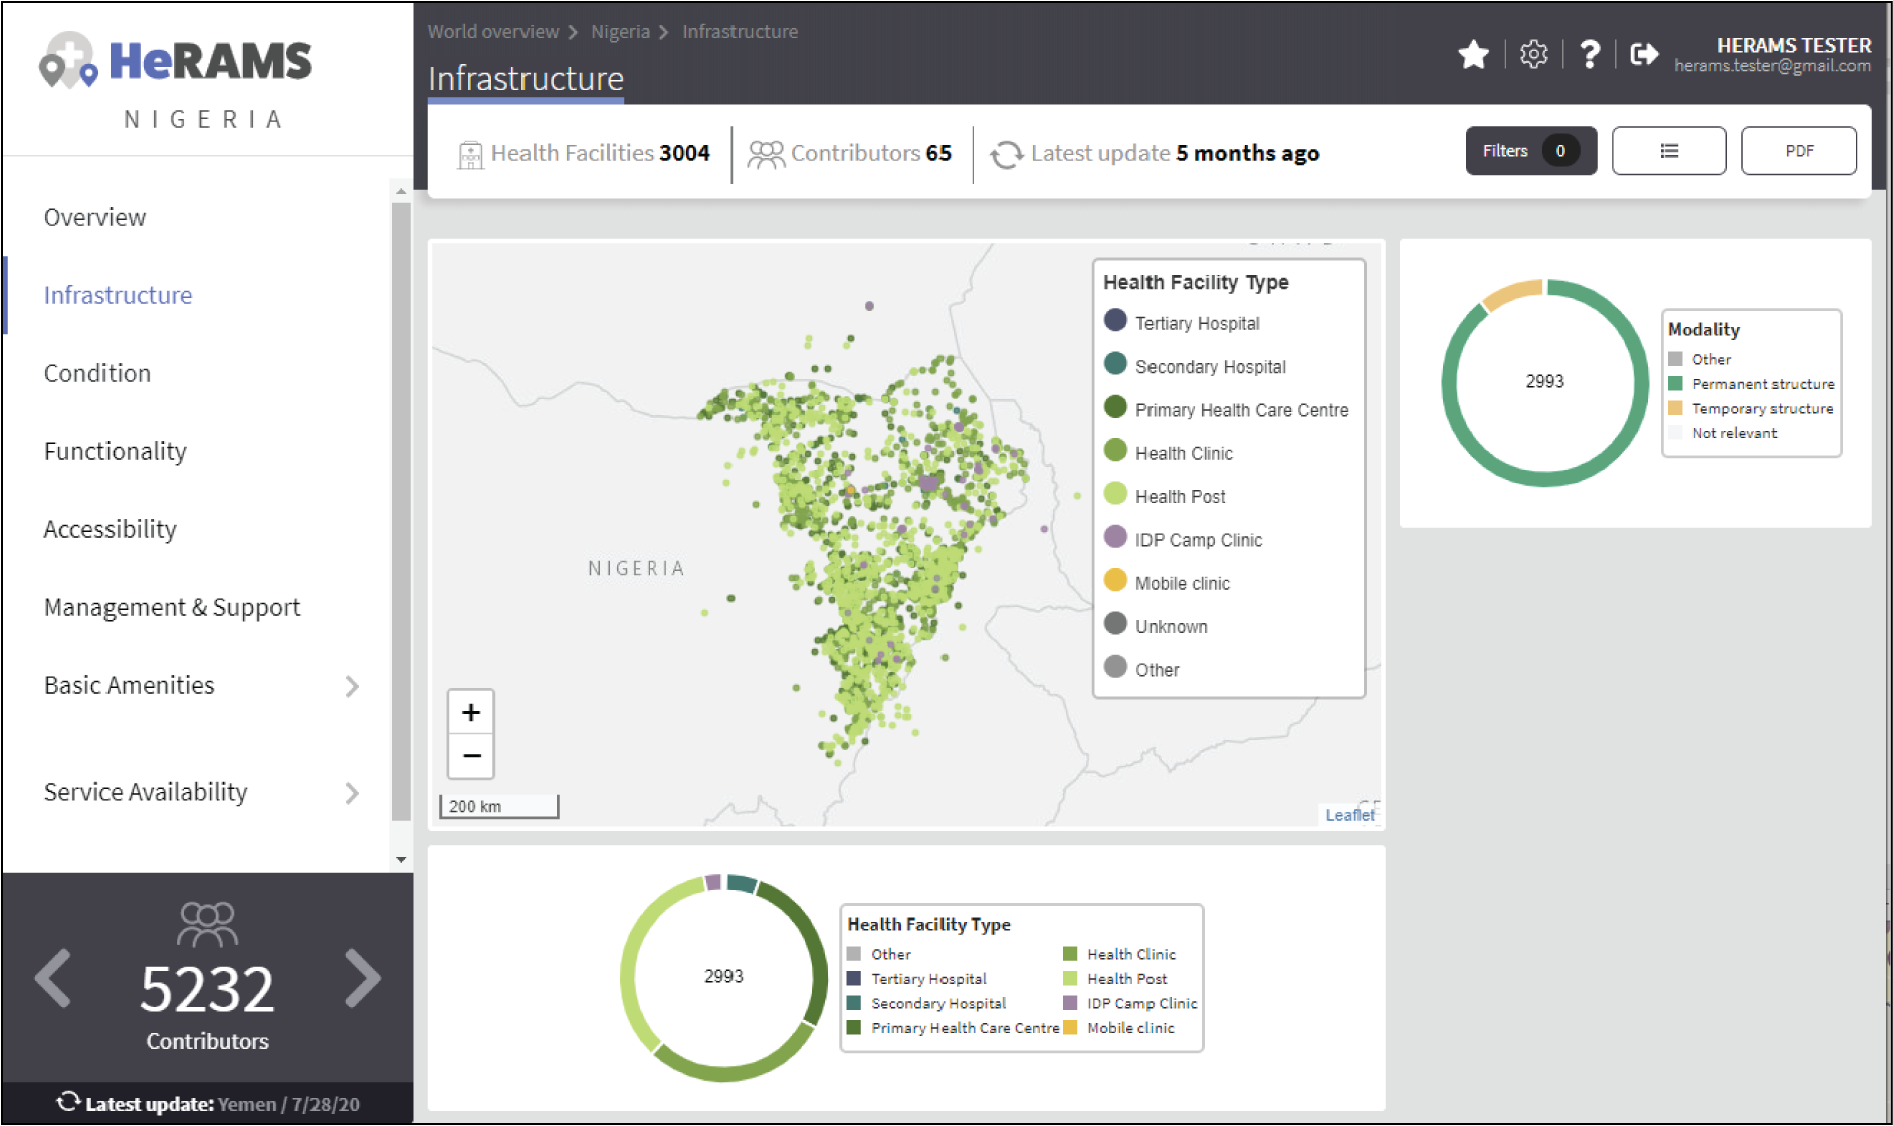 HeRAMS
NIGERIA
Overview
Infrastructure
Condition
Functionality
Accessibility
Management & Support
Basic Amenities
Service Availability
5232
Contributors
Latest update: Yemen / 7/28/20
World overview > Nigeria > Infrastructure
Infrastructure
HERAMS TESTER
herams.tester@gmail.com
Health Facilities 3004
Contributors 65
Latest update 5 months ago
Filters 0
PDF
NIGERIA
Health Facility Type
Tertiary Hospital
Secondary Hospital
Primary Health Care Centre
Health Clinic
Health Post
IDP Camp Clinic
Mobile clinic
Unknown
Other
+
−
200 km
Leaflet
2993
Modality
Other
Permanent structure
Temporary structure
Not relevant
2993
Health Facility Type
Other
Tertiary Hospital
Secondary Hospital
Primary Health Care Centre
Health Clinic
Health Post
IDP Camp Clinic
Mobile clinic